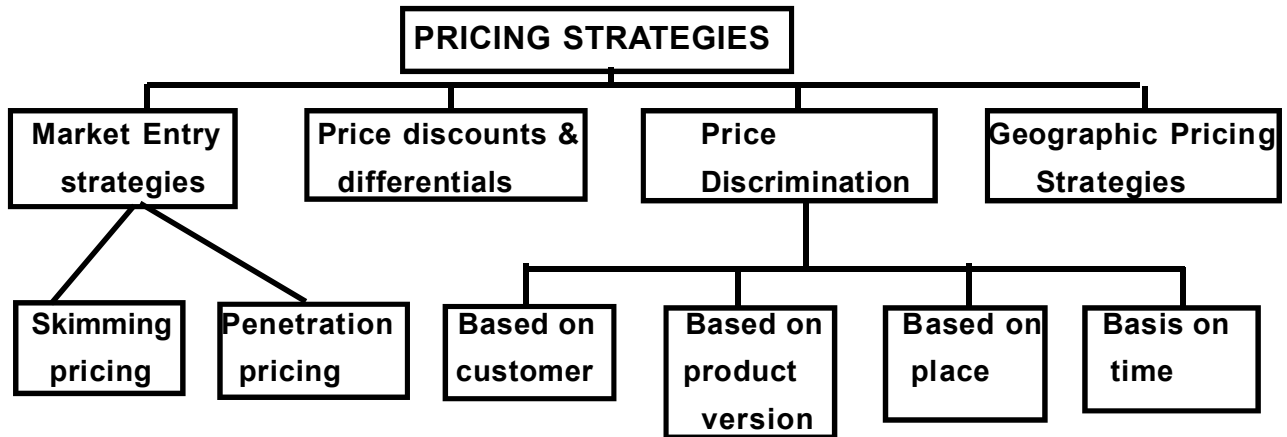 PRICING STRATEGIES
Market Entry
strategies
Price discounts &
differentials
Price
Discrimination
Geographic Pricing
Strategies
Skimming
pricing
Penetration
pricing
Based on
customer
Based on
product
version
Based on
place
Basis on
time